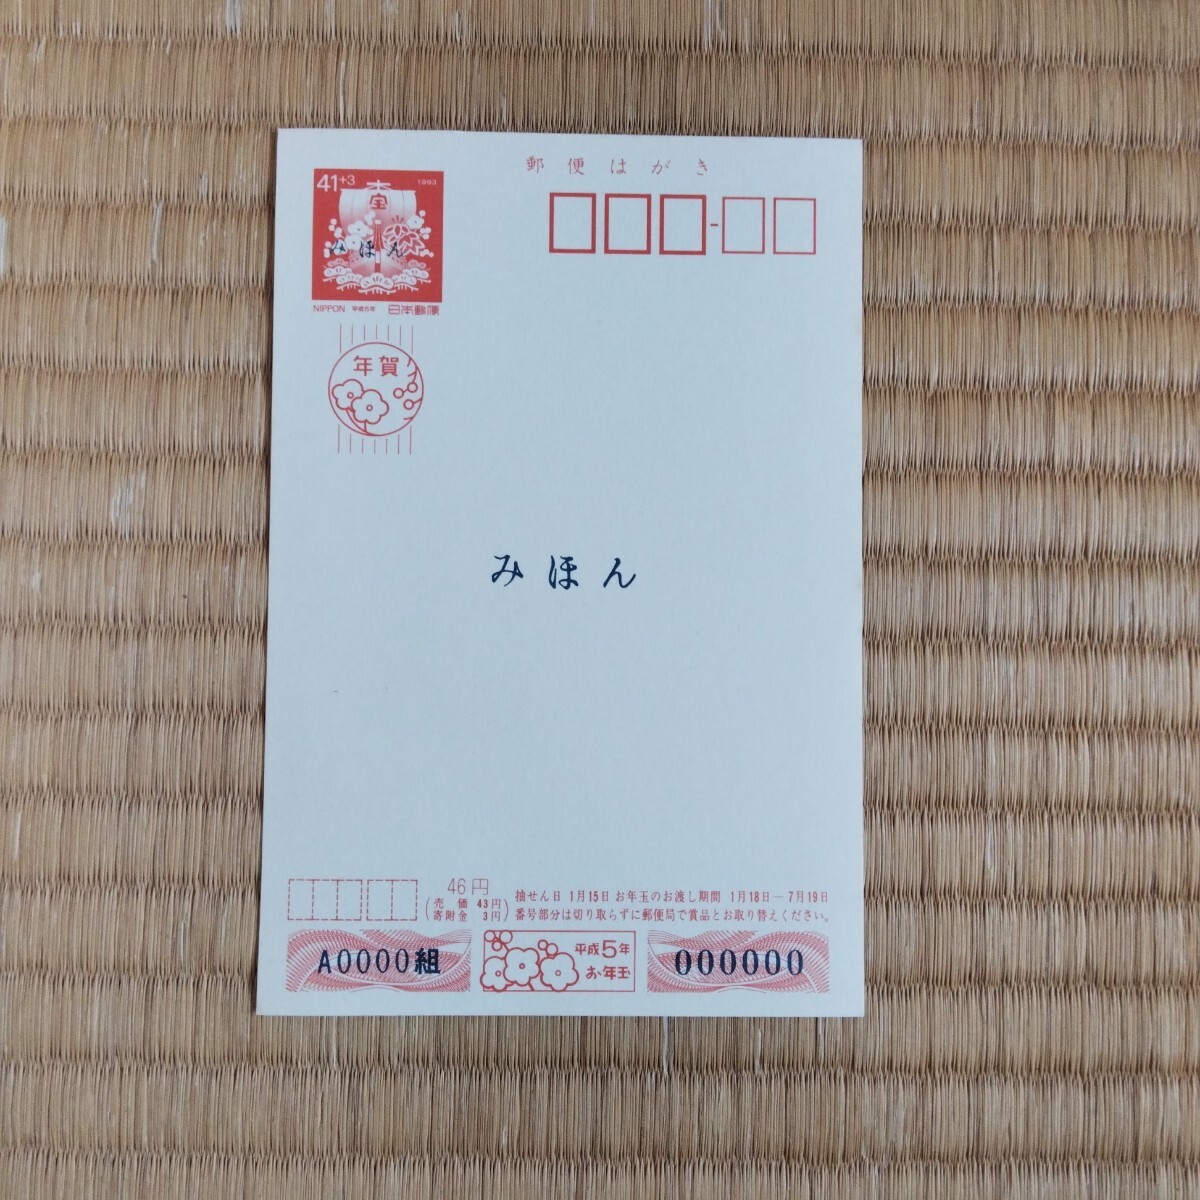 郵便はがき
41+3
1993
宝
みほん
NIPPON 平成5年 日本郵便
年賀
みほん
46円
(売価 43円
寄附金 3円)
抽せん日 1月15日 お年玉のお渡し期間 1月18日―7月19日
番号部分は切り取らずに郵便局で賞品とお取り替えください。
A0000組
平成5年
お年玉
000000